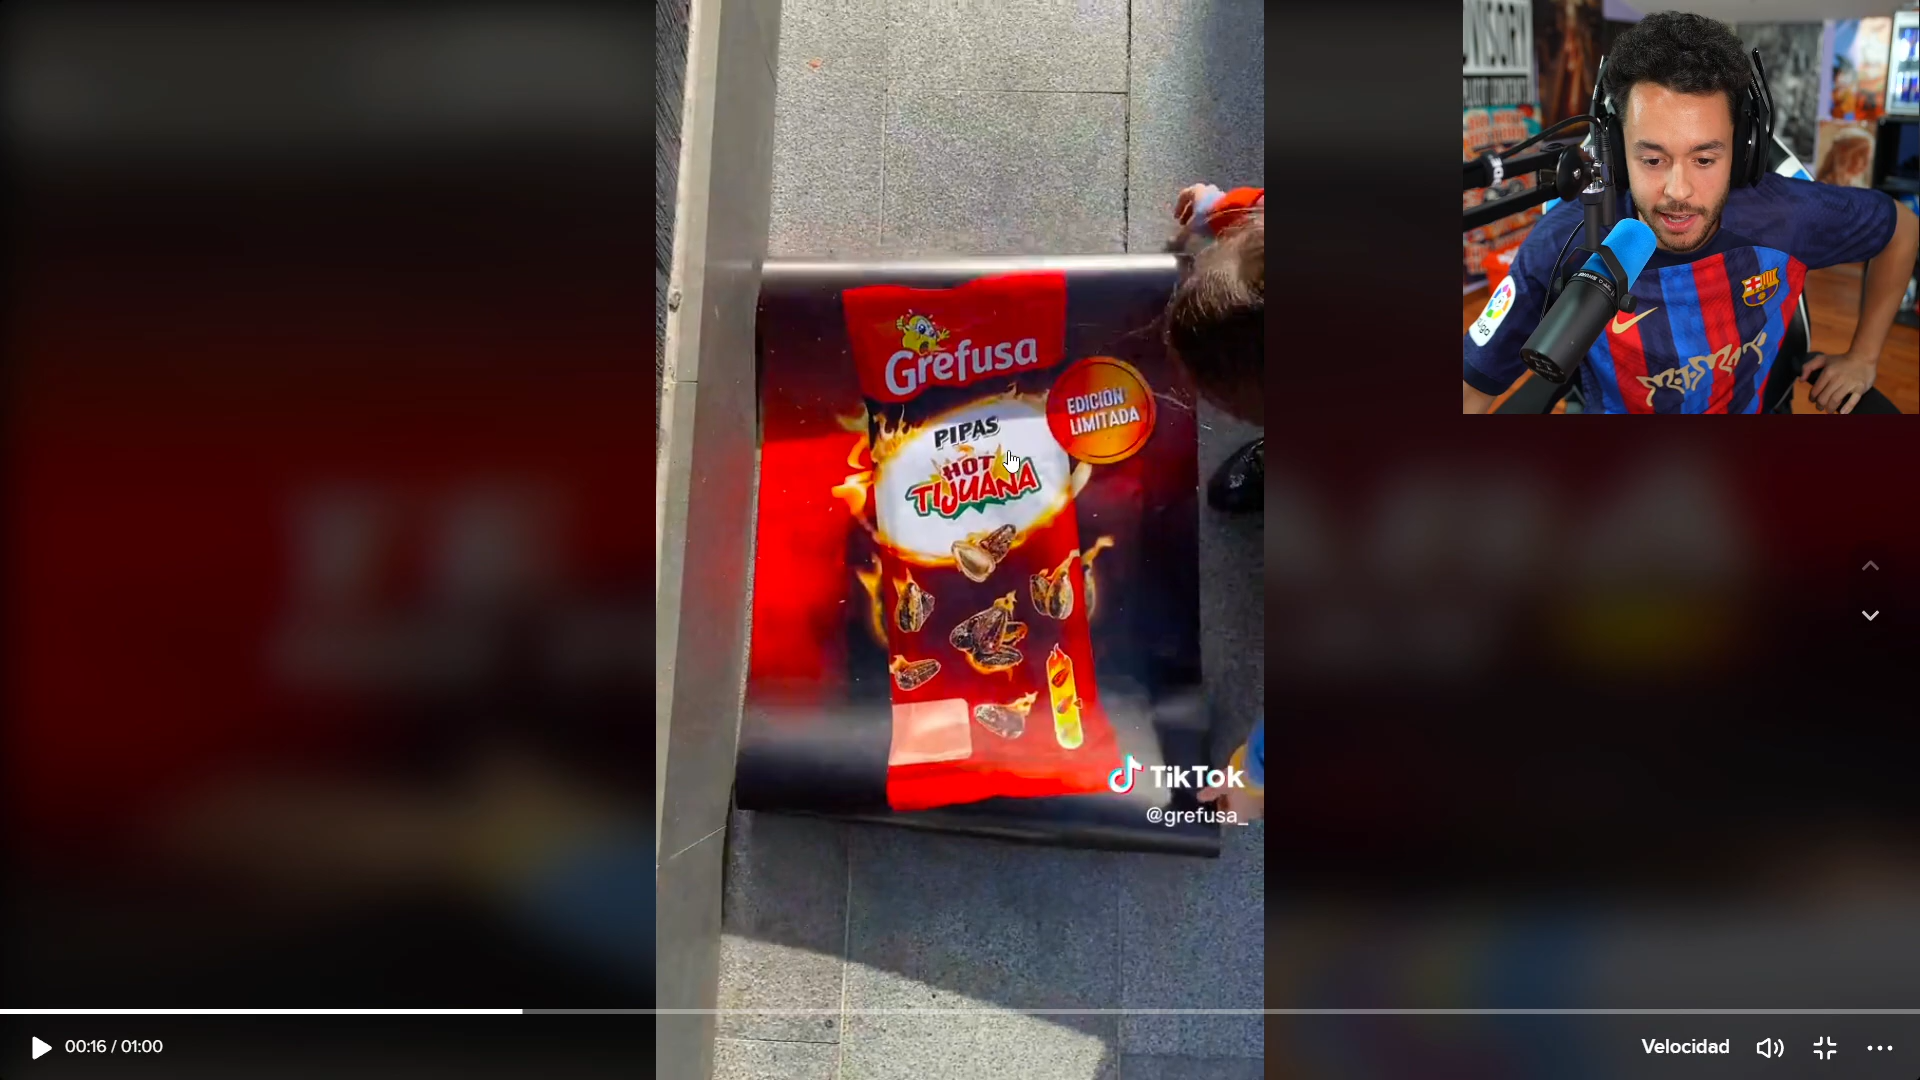 Grefusa
EDICIÓN
LIMITADA
PIPAS
HOT
TIJUANA
TikTok
@grefusa_
00:16 / 01:00
Velocidad